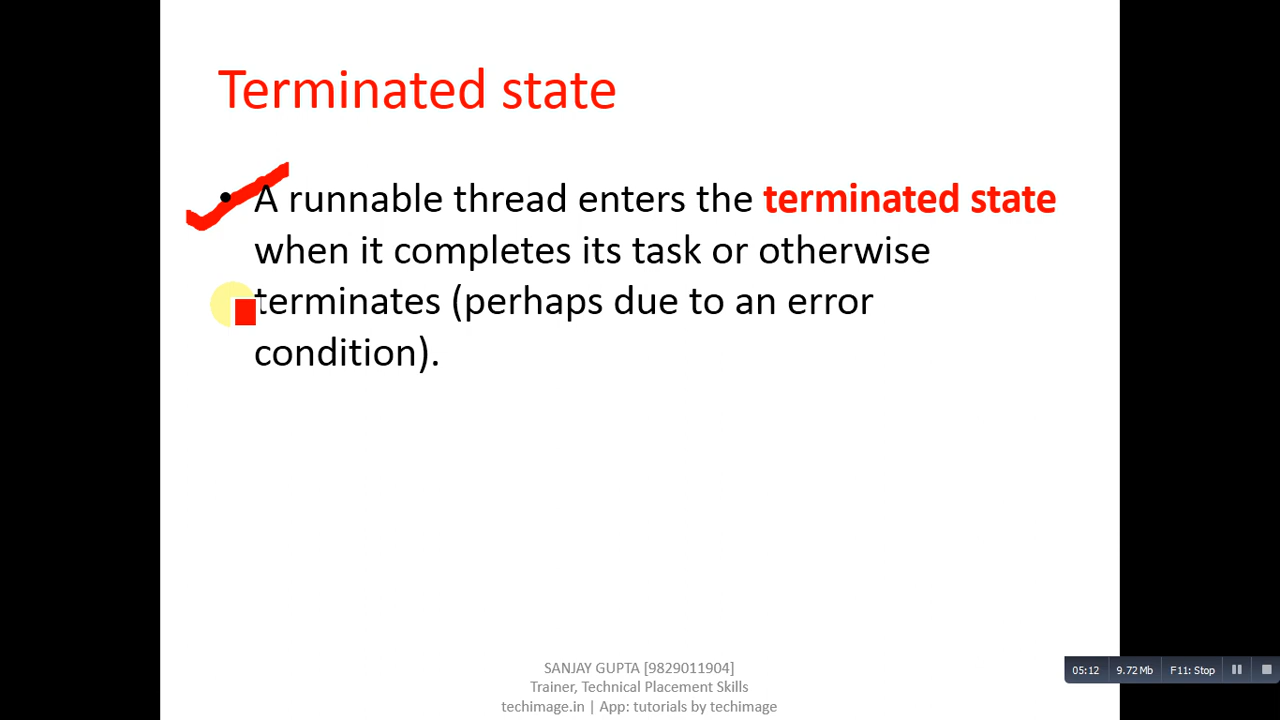 Terminated state
• A runnable thread enters the terminated state
when it completes its task or otherwise
terminates (perhaps due to an error
condition).
SANJAY GUPTA [9829011904]
Trainer, Technical Placement Skills
techimage.in | App: tutorials by techimage
05:12 9.72 Mb F11: Stop